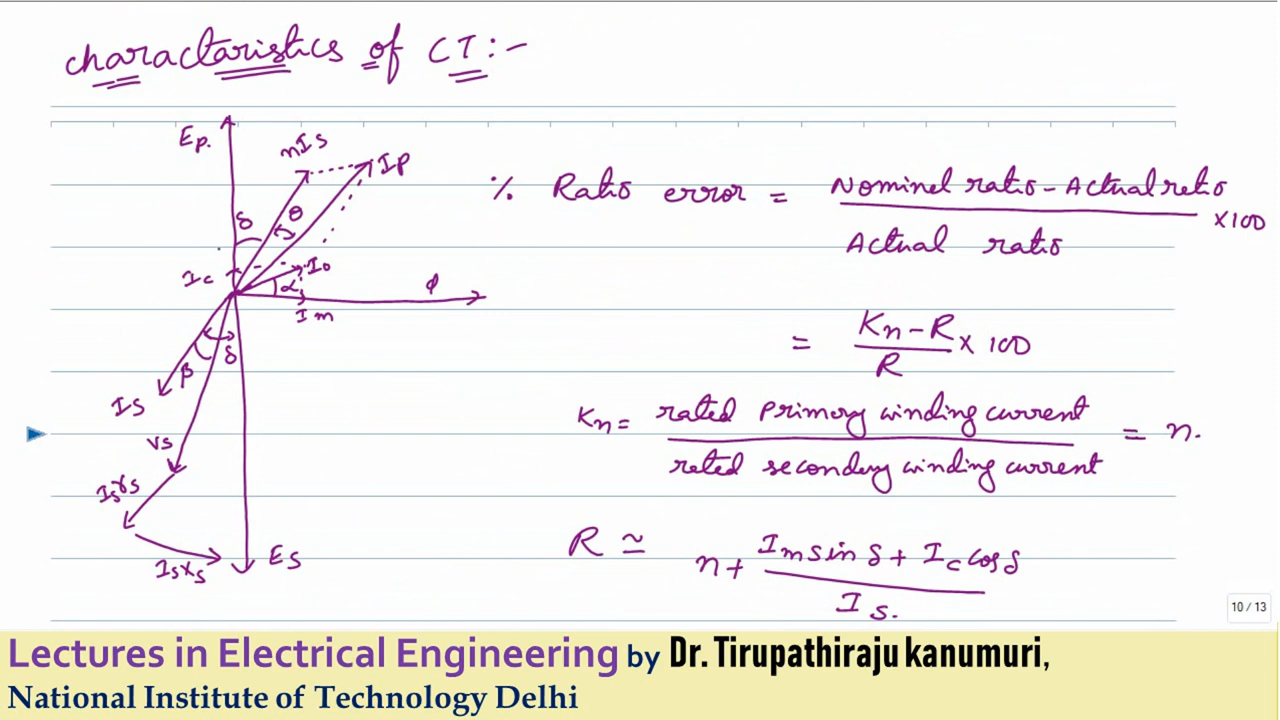 characteristics of CT:-
Ep.
nIs
Ip
δ
θ
Ic
Io
α
Im
φ
β
δ
Is
Vs
Isrs
Isxs
Es
% Ratio error = Nominal ratio - Actual ratio
×100
Actual ratio
= Kn - R × 100
R
Kn = rated primary winding current = n.
rated secondary winding current
R ≃ n + Im sin δ + Ic cos δ
Is.
10 / 13
Lectures in Electrical Engineering by Dr. Tirupathiraju kanumuri,
National Institute of Technology Delhi